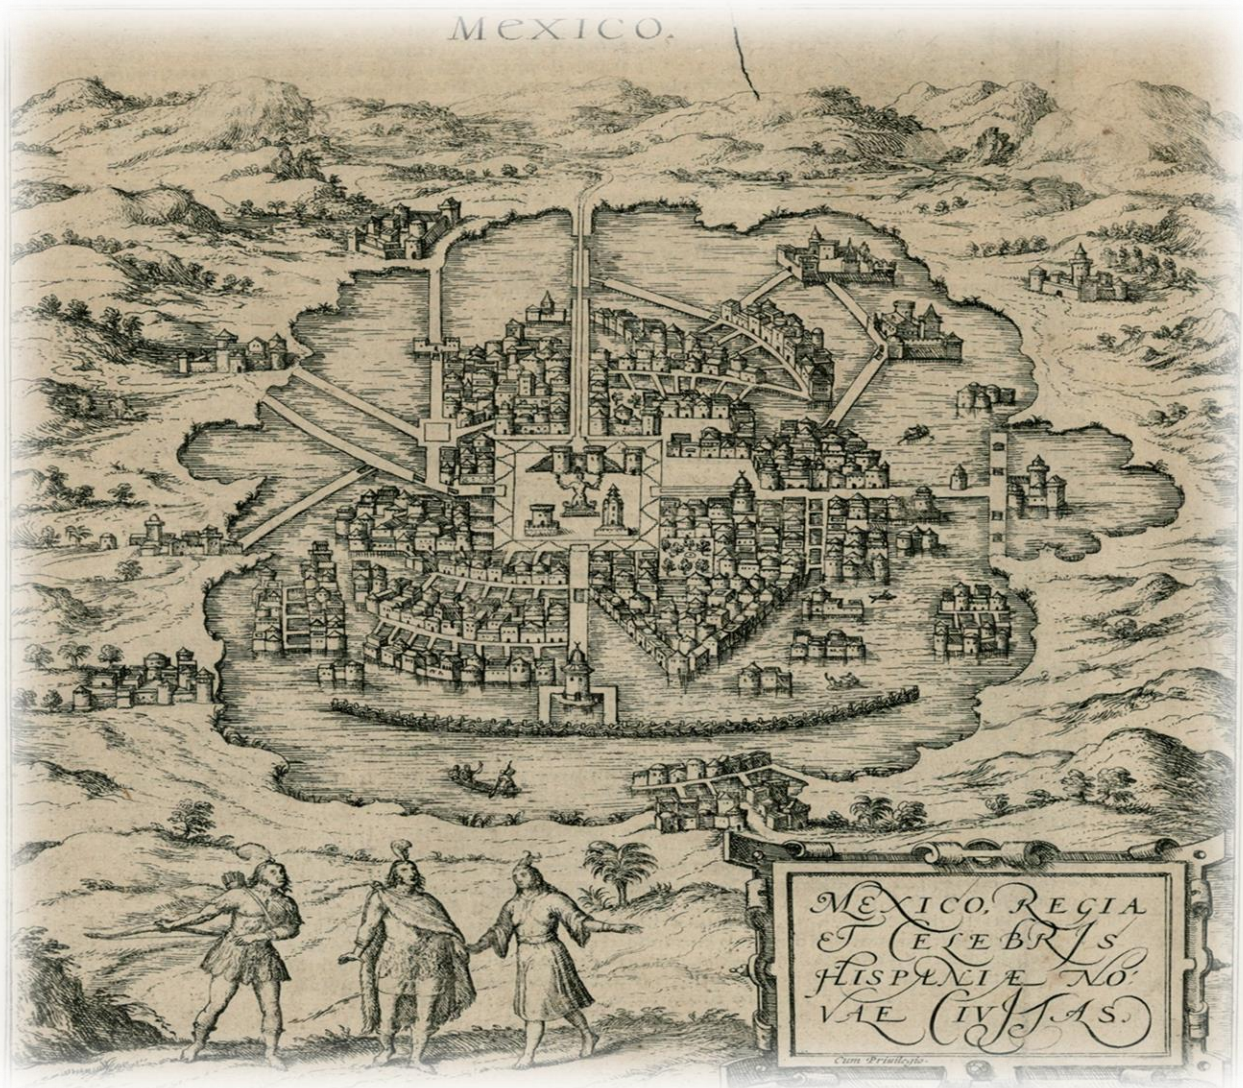 MEXICO.
MEXICO, REGIA
ET CELEBRIS
HISPANIÆ NO:
VAE CIVITAS.
Cum Priuilegio.